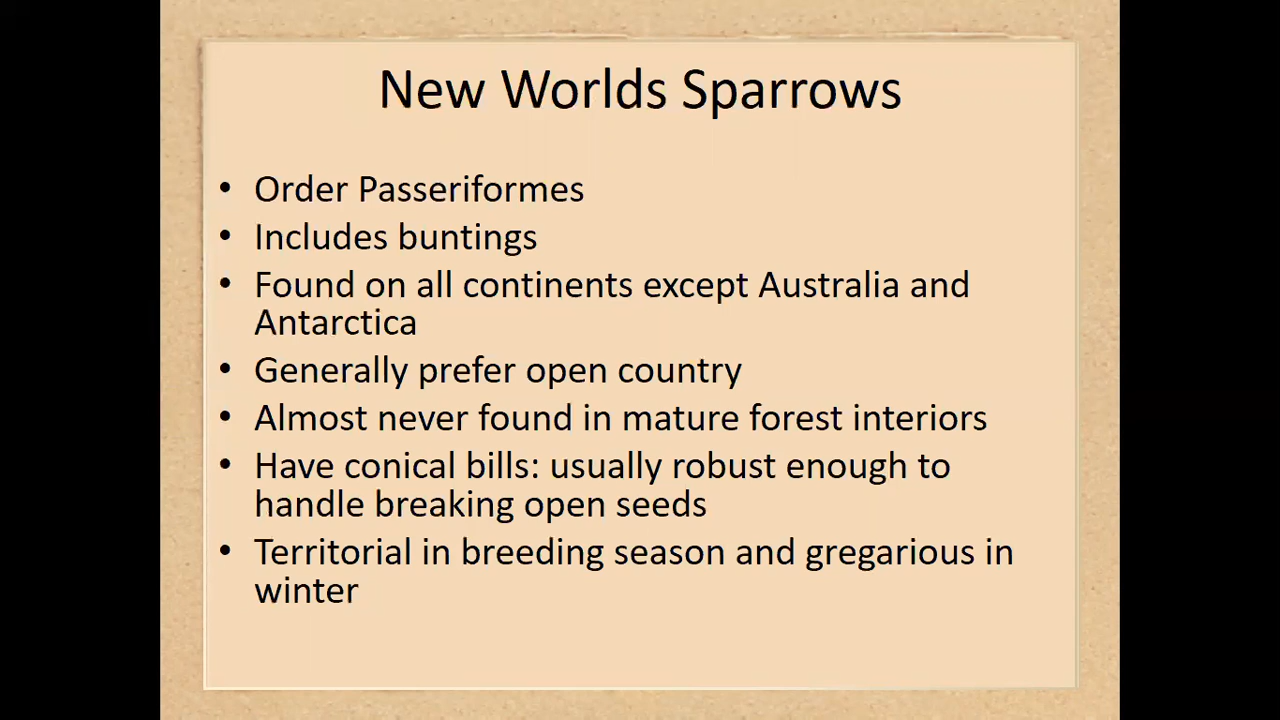 New Worlds Sparrows
• Order Passeriformes
• Includes buntings
• Found on all continents except Australia and
Antarctica
• Generally prefer open country
• Almost never found in mature forest interiors
• Have conical bills: usually robust enough to
handle breaking open seeds
• Territorial in breeding season and gregarious in
winter